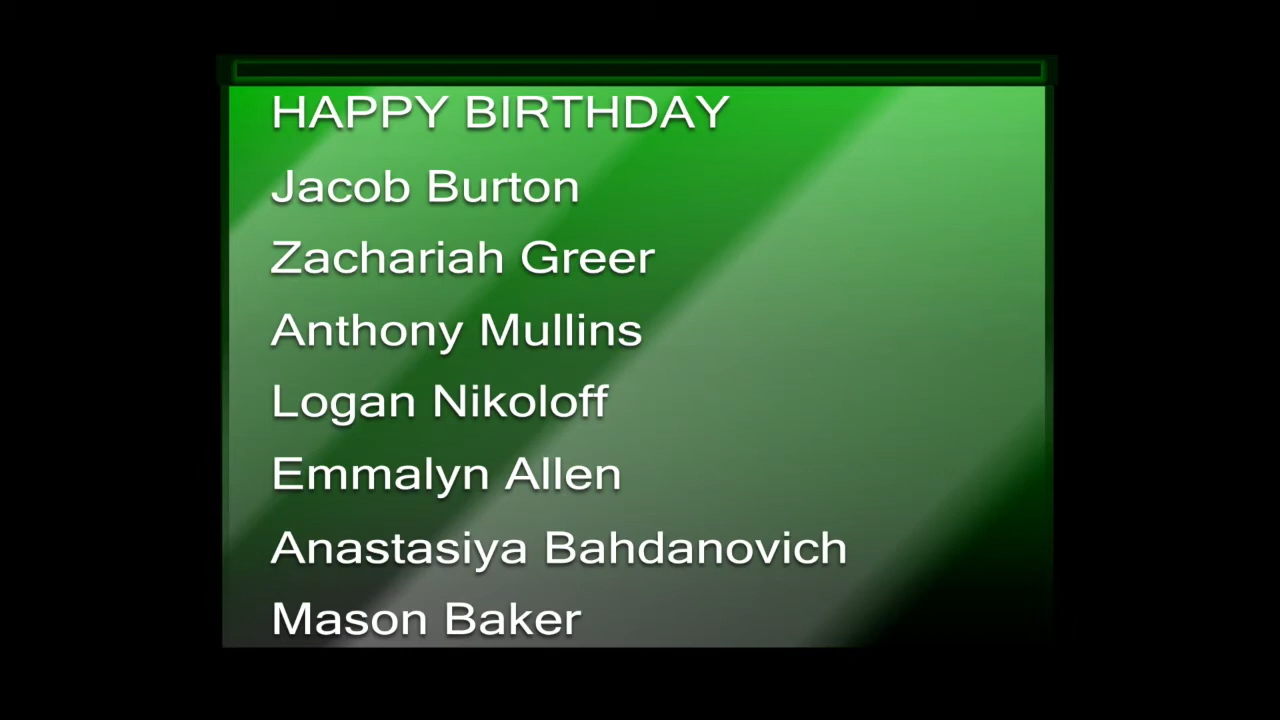 HAPPY BIRTHDAY
Jacob Burton
Zachariah Greer
Anthony Mullins
Logan Nikoloff
Emmalyn Allen
Anastasiya Bahdanovich
Mason Baker